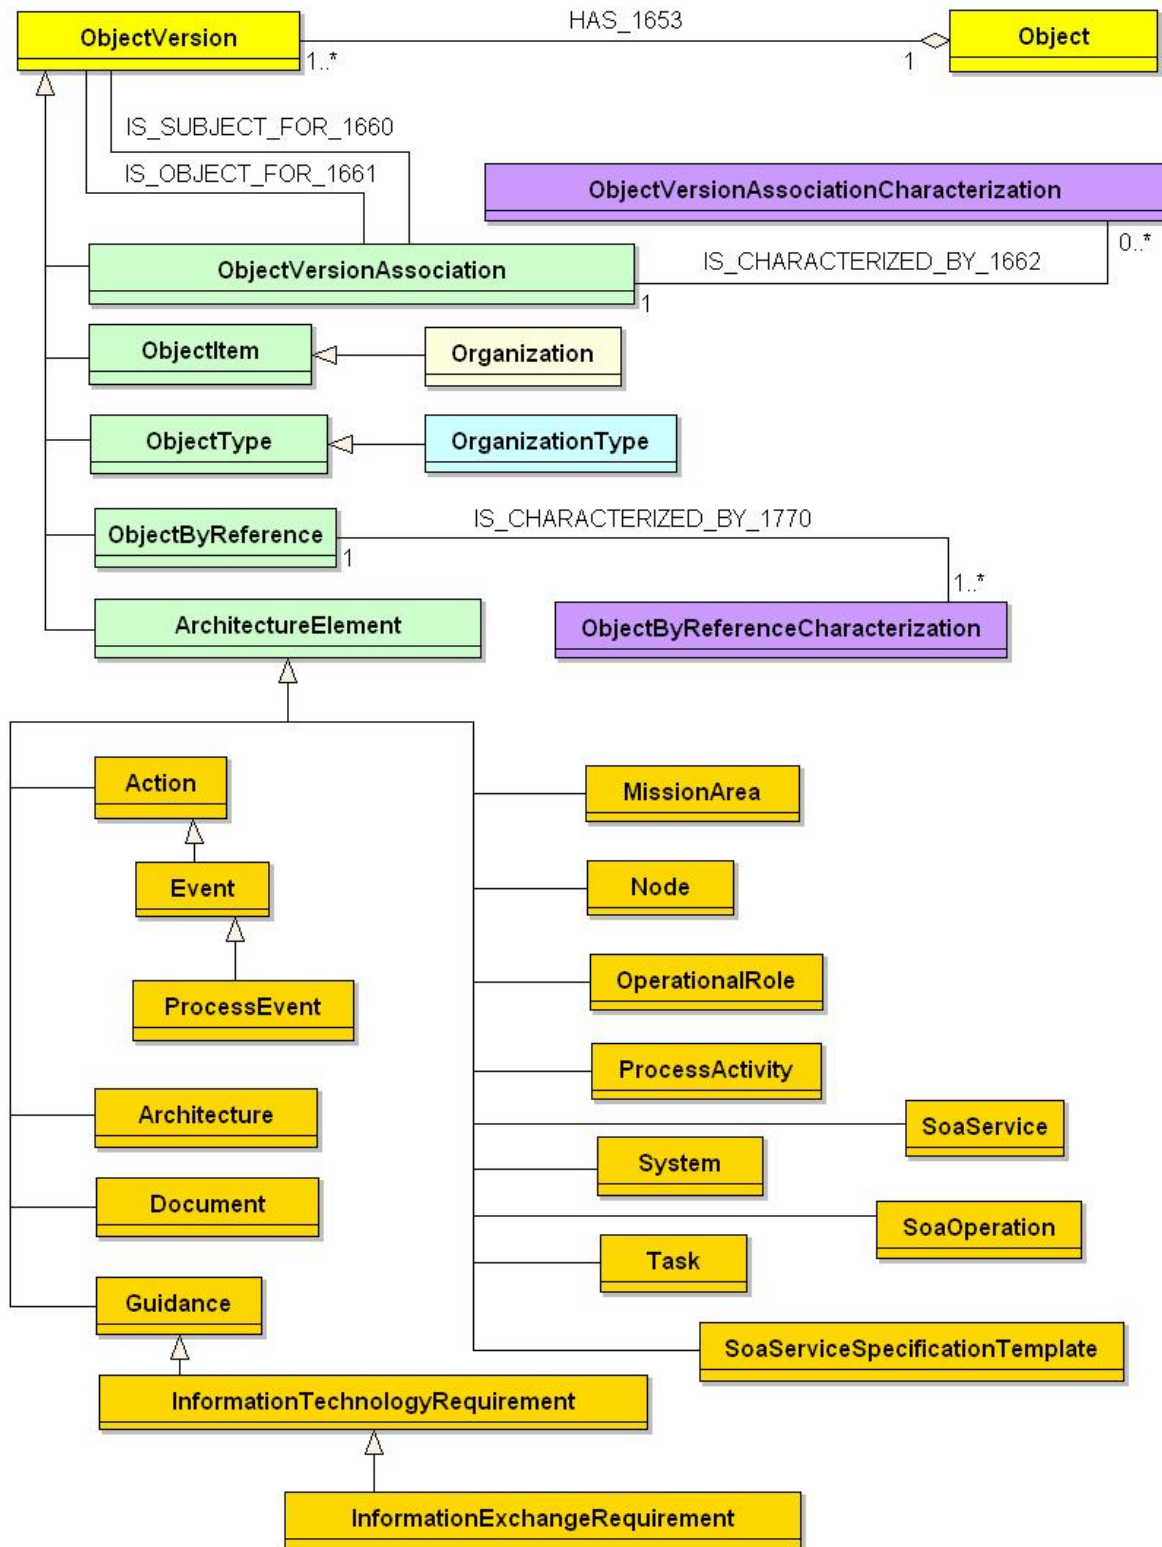 ObjectVersion
HAS_1653
Object
1..*
1
IS_SUBJECT_FOR_1660
IS_OBJECT_FOR_1661
ObjectVersionAssociationCharacterization
0..*
ObjectVersionAssociation
IS_CHARACTERIZED_BY_1662
1
ObjectItem
Organization
ObjectType
OrganizationType
ObjectByReference
IS_CHARACTERIZED_BY_1770
1
1..*
ArchitectureElement
ObjectByReferenceCharacterization
Action
MissionArea
Event
Node
ProcessEvent
OperationalRole
ProcessActivity
Architecture
SoaService
System
Document
SoaOperation
Task
Guidance
SoaServiceSpecificationTemplate
InformationTechnologyRequirement
InformationExchangeRequirement